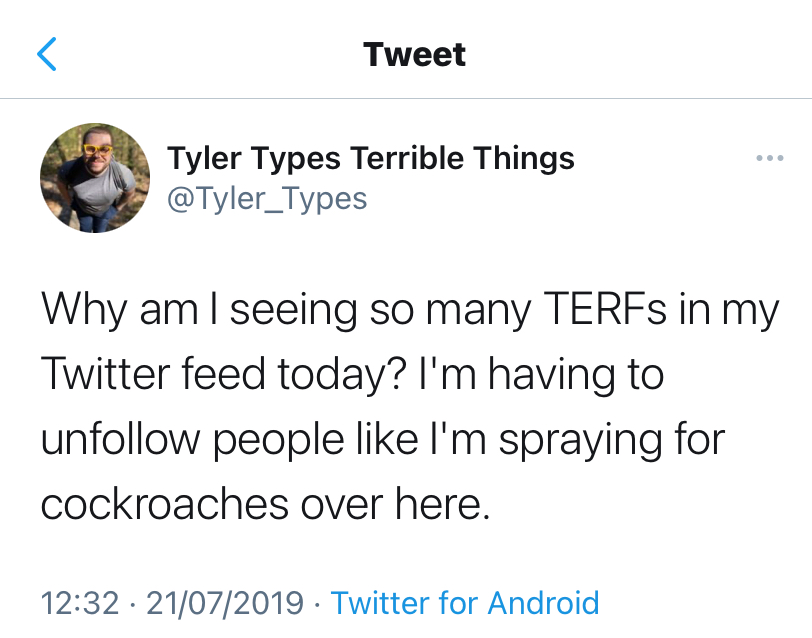 Tweet
Tyler Types Terrible Things
@Tyler_Types
Why am I seeing so many TERFs in my
Twitter feed today? I'm having to
unfollow people like I'm spraying for
cockroaches over here.
12:32 · 21/07/2019 · Twitter for Android